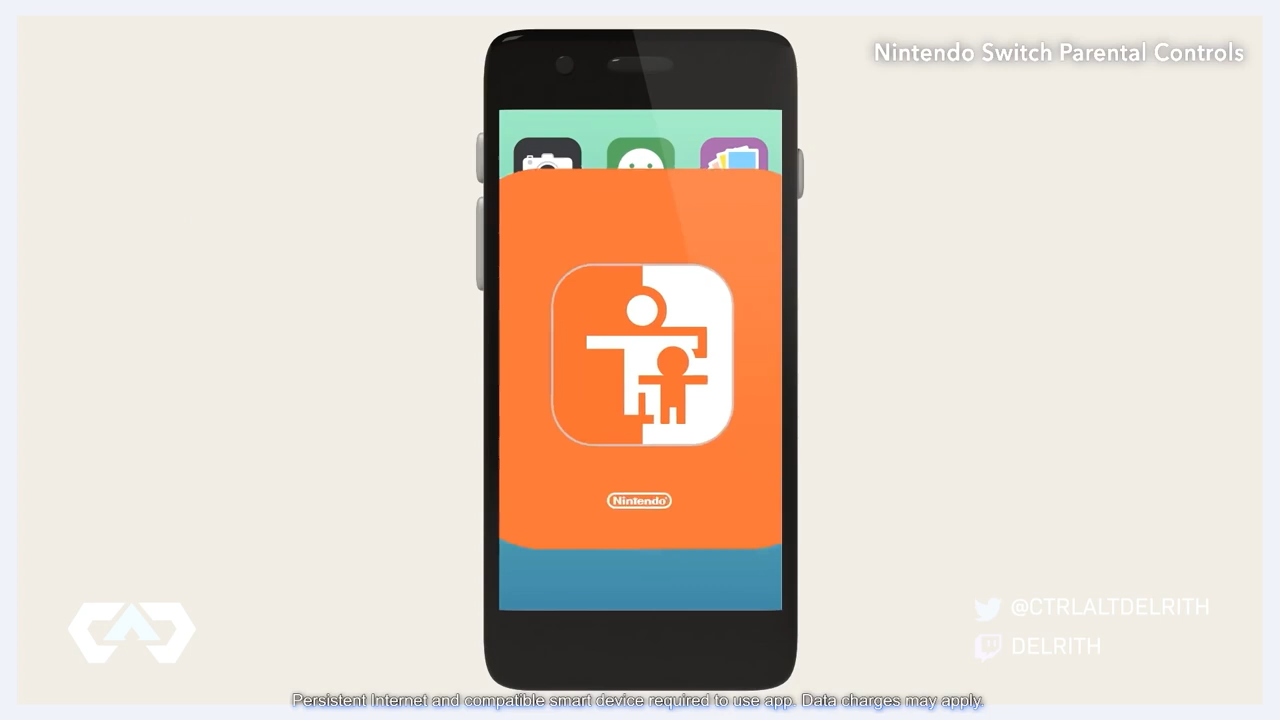 Nintendo Switch Parental Controls
Nintendo
@CTRLALTDELRITH
DELRITH
Persistent Internet and compatible smart device required to use app. Data charges may apply.